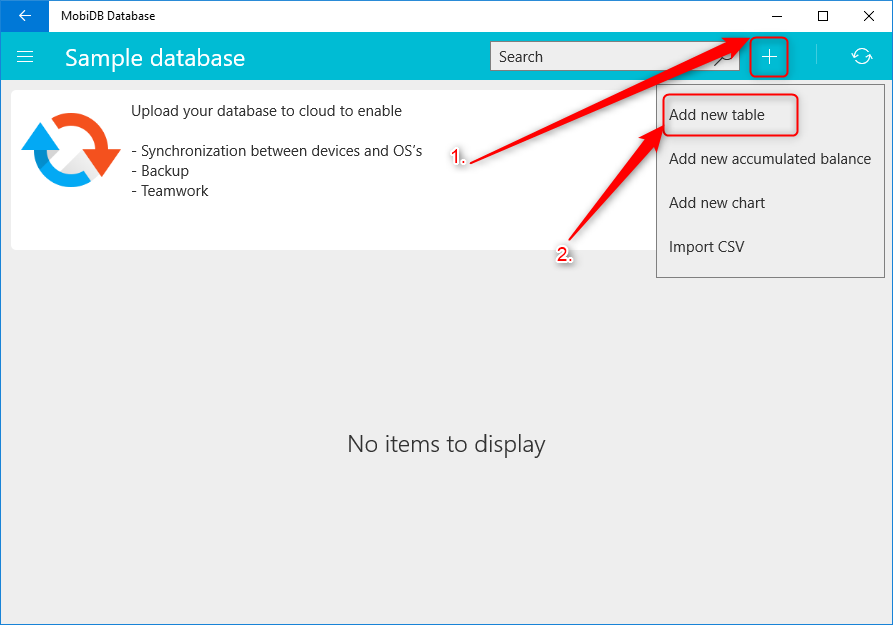 MobiDB Database
Sample database
Search
Upload your database to cloud to enable
- Synchronization between devices and OS's
- Backup
- Teamwork
1.
2.
Add new table
Add new accumulated balance
Add new chart
Import CSV
No items to display